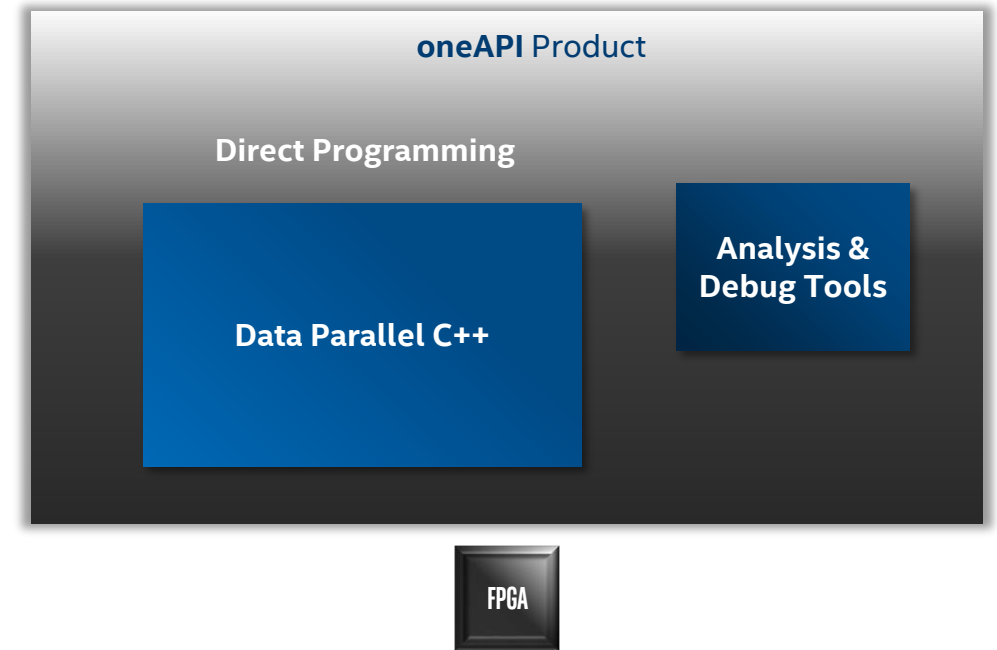 oneAPI Product
Direct Programming
Data Parallel C++
Analysis &
Debug Tools
FPGA